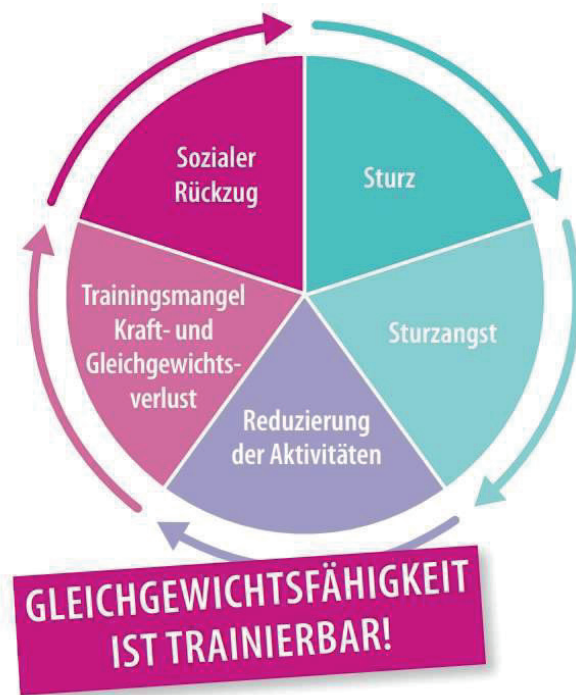 Sozialer
Rückzug
Sturz
Trainingsmangel
Kraft- und
Gleichgewichts-
verlust
Sturzangst
Reduzierung
der Aktivitäten
GLEICHGEWICHTSFÄHIGKEIT
IST TRAINIERBAR!